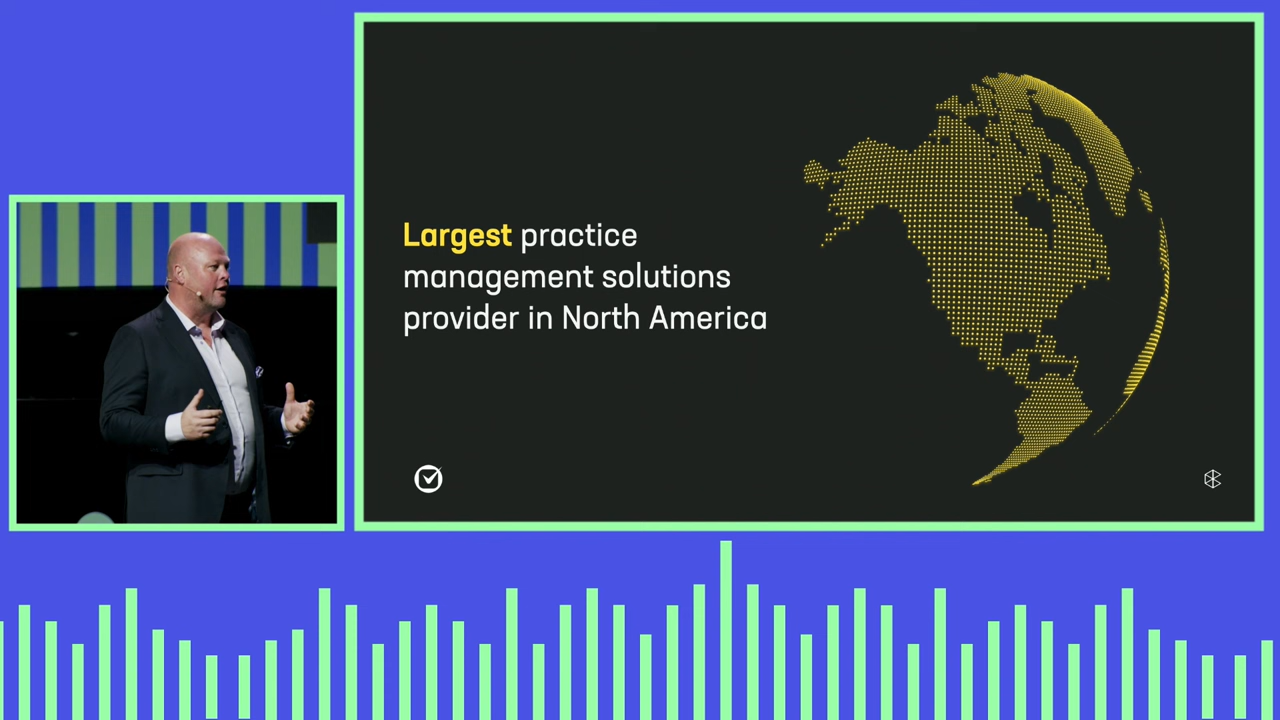 Largest practice
management solutions
provider in North America